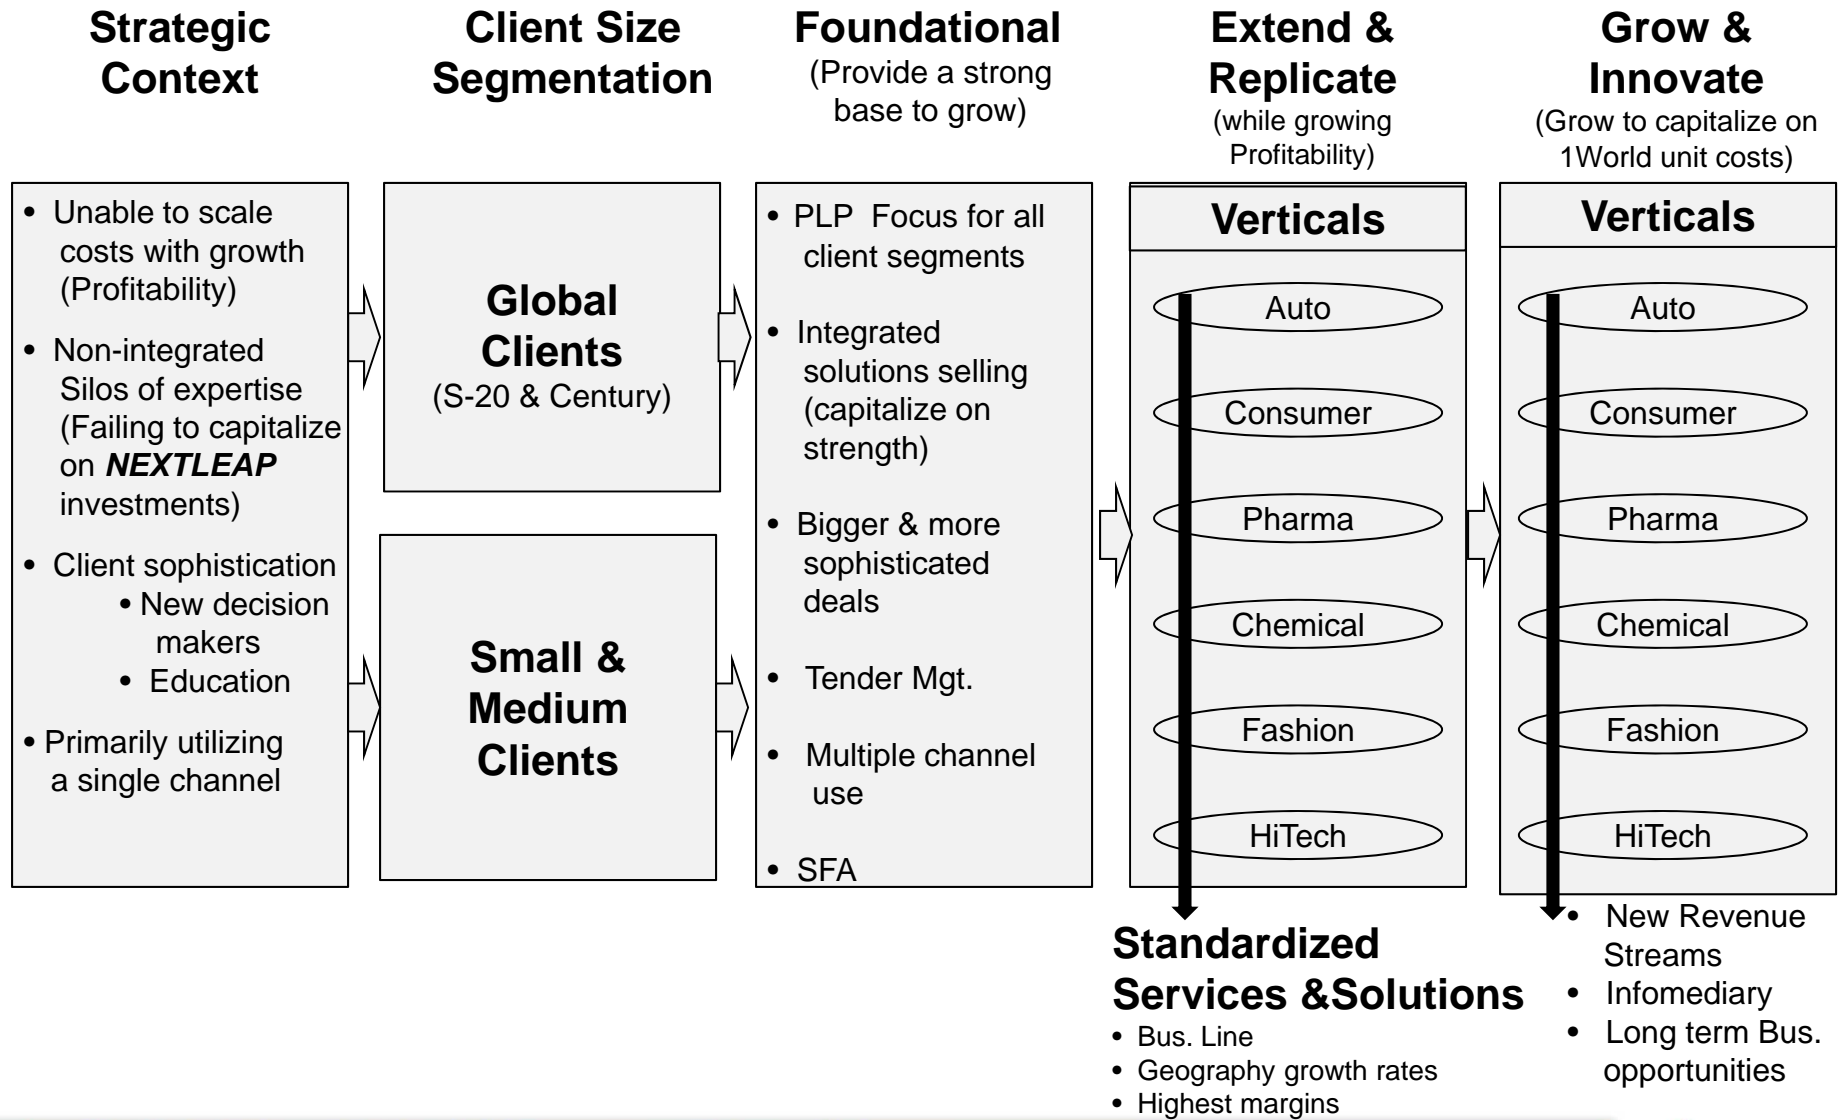 Strategic
Context
Client Size
Segmentation
Foundational
(Provide a strong
base to grow)
Extend &
Replicate
(while growing
Profitability)
Grow &
Innovate
(Grow to capitalize on
1World unit costs)
• Unable to scale
costs with growth
(Profitability)
• Non-integrated
Silos of expertise
(Failing to capitalize
on NEXTLEAP
investments)
• Client sophistication
• New decision
makers
• Education
• Primarily utilizing
a single channel
Global
Clients
(S-20 & Century)
Small &
Medium
Clients
• PLP Focus for all
client segments
• Integrated
solutions selling
(capitalize on
strength)
• Bigger & more
sophisticated
deals
• Tender Mgt.
• Multiple channel
use
• SFA
Verticals
Auto
Consumer
Pharma
Chemical
Fashion
HiTech
Standardized
Services &Solutions
• Bus. Line
• Geography growth rates
• Highest margins
Verticals
Auto
Consumer
Pharma
Chemical
Fashion
HiTech
• New Revenue
Streams
• Infomediary
• Long term Bus.
opportunities